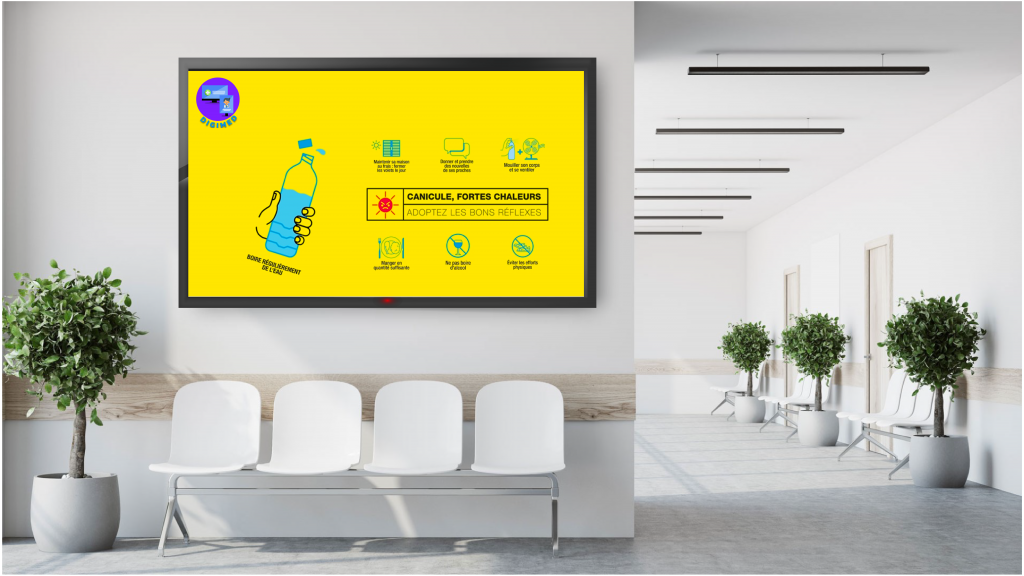 DIGIMED
Maintenir sa maison
au frais : fermer
les volets le jour
Donner et prendre
des nouvelles
de ses proches
Mouiller son corps
et se ventiler
CANICULE, FORTES CHALEURS
ADOPTEZ LES BONS RÉFLEXES
BOIRE RÉGULIÈREMENT
DE L'EAU
Manger en
quantité suffisante
Ne pas boire
d'alcool
Éviter les efforts
physiques